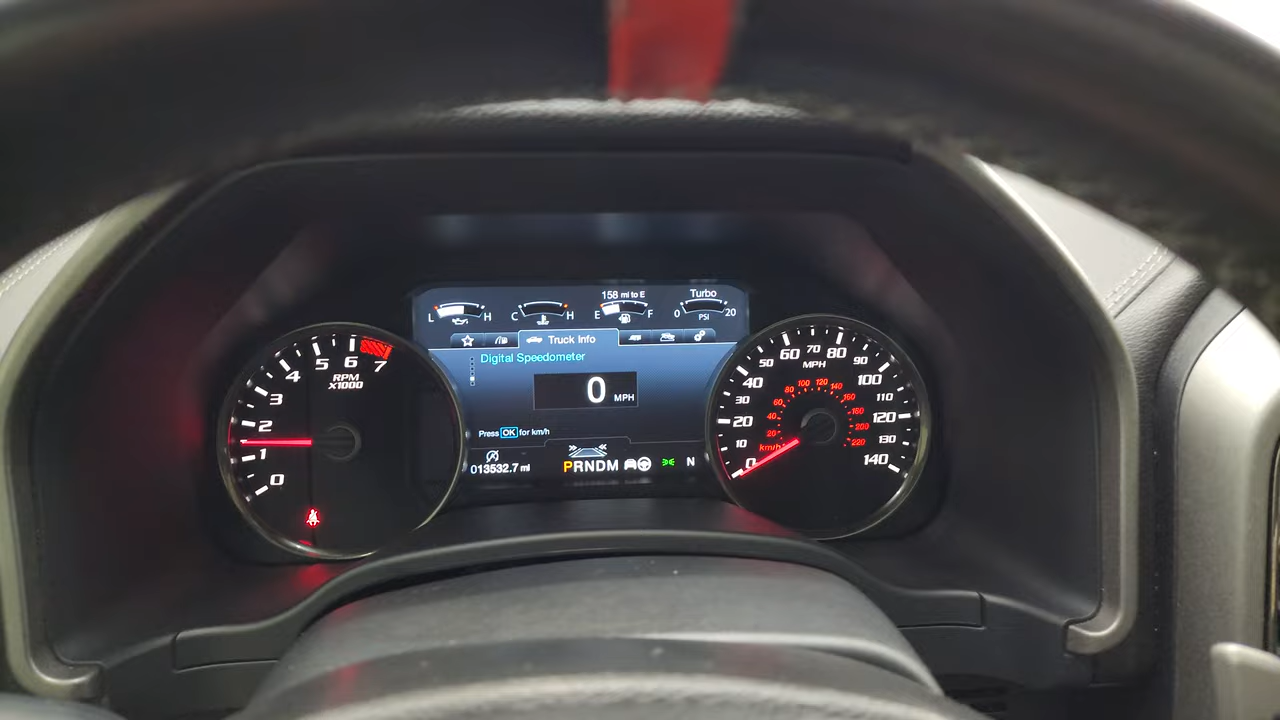 158 mi to E
Turbo
L H
C H
E F
0 PSI 20
Truck Info
Digital Speedometer
0 MPH
Press OK for km/h
013532.7 mi
PRNDM
N
0 1 2 3 4 5 6 7
RPM
X1000
0 10 20 30 40 50 60 70 80 90 100 110 120 130 140
MPH
20 40 60 80 100 120 140 160 180 200 220
km/h